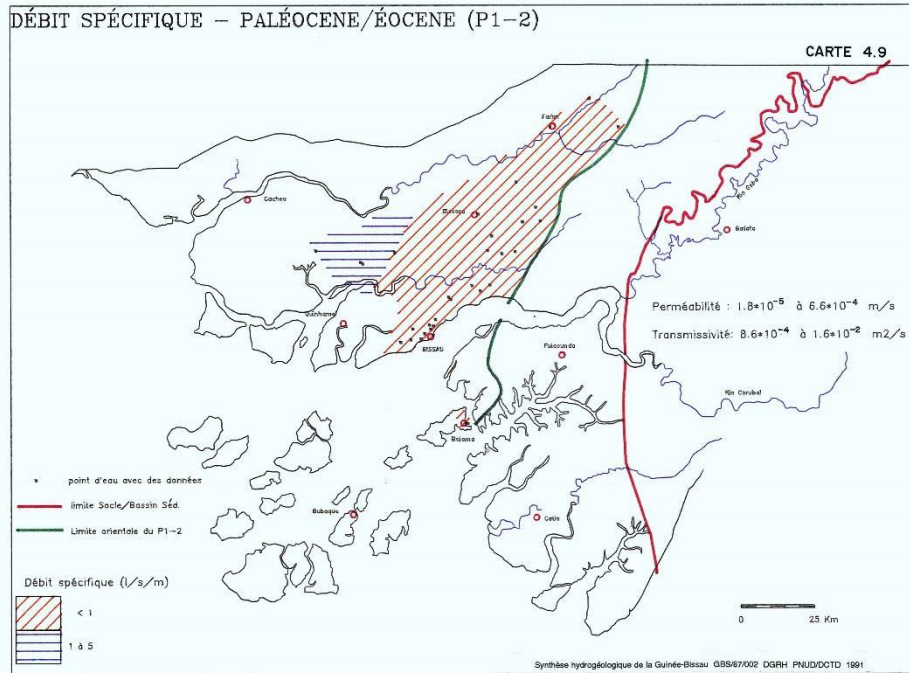 DÉBIT SPÉCIFIQUE – PALÉOCENE/ÉOCENE (P1–2)
CARTE 4.9
Farim
Cacheu
Mansoa
Rio Geba
Bafata
Quinhamel
BISSAU
Perméabilité : 1.8*10⁻⁵ à 6.6*10⁻⁴ m/s
Transmissivité: 8.6*10⁻⁴ à 1.6*10⁻² m2/s
Fulacunda
Rio Corubal
Bolama
point d'eau avec des données
limite Socle/Bassin Séd.
Limite orientale du P1–2
Bubaque
Catio
Débit spécifique (l/s/m)
< 1
1 à 5
0 25 Km
Synthèse hydrogéologique de la Guinée-Bissau GBS/87/002 DGRH PNUD/DCTD 1991